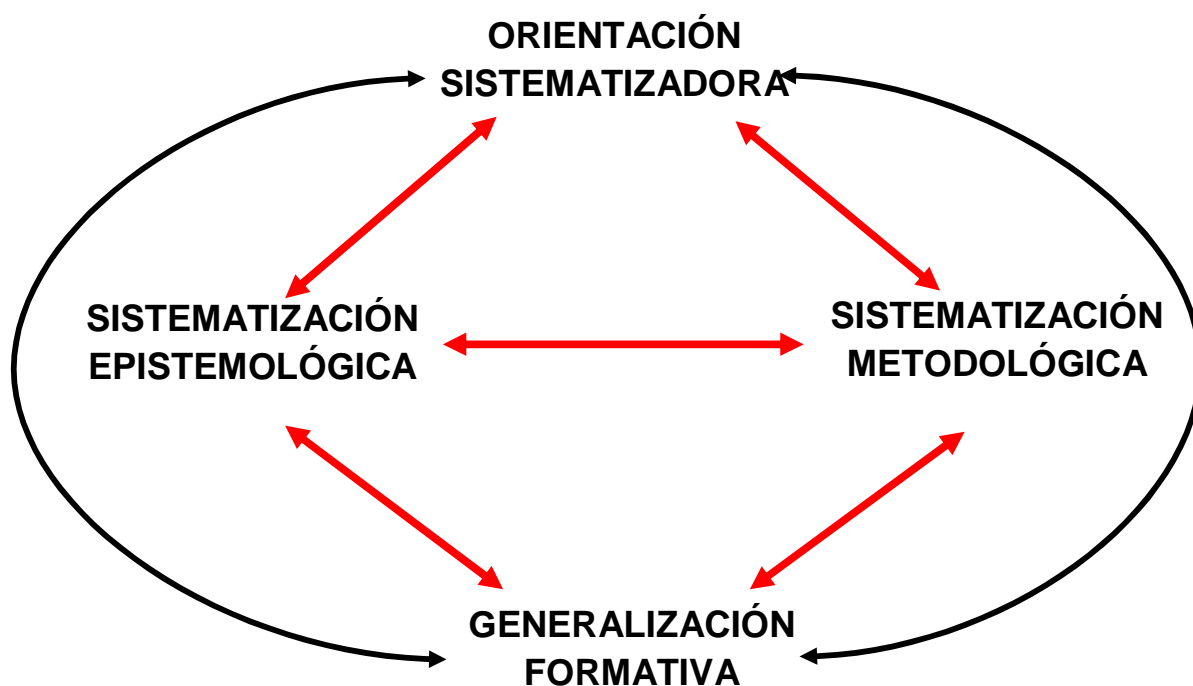 ORIENTACIÓN
SISTEMATIZADORA
SISTEMATIZACIÓN
EPISTEMOLÓGICA
SISTEMATIZACIÓN
METODOLÓGICA
GENERALIZACIÓN
FORMATIVA